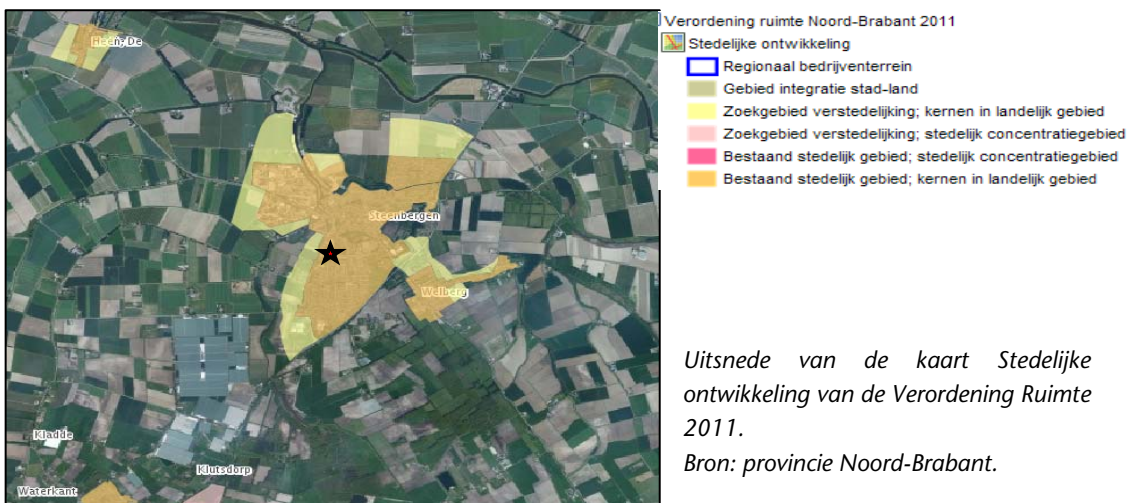 Heen, De
Steenbergen
Welberg
Kladde
Klutsdorp
Waterkant
Verordening ruimte Noord-Brabant 2011
Stedelijke ontwikkeling
Regionaal bedrijventerrein
Gebied integratie stad-land
Zoekgebied verstedelijking; kernen in landelijk gebied
Zoekgebied verstedelijking; stedelijk concentratiegebied
Bestaand stedelijk gebied; stedelijk concentratiegebied
Bestaand stedelijk gebied; kernen in landelijk gebied
Uitsnede van de kaart Stedelijke
ontwikkeling van de Verordening Ruimte
2011.
Bron: provincie Noord-Brabant.